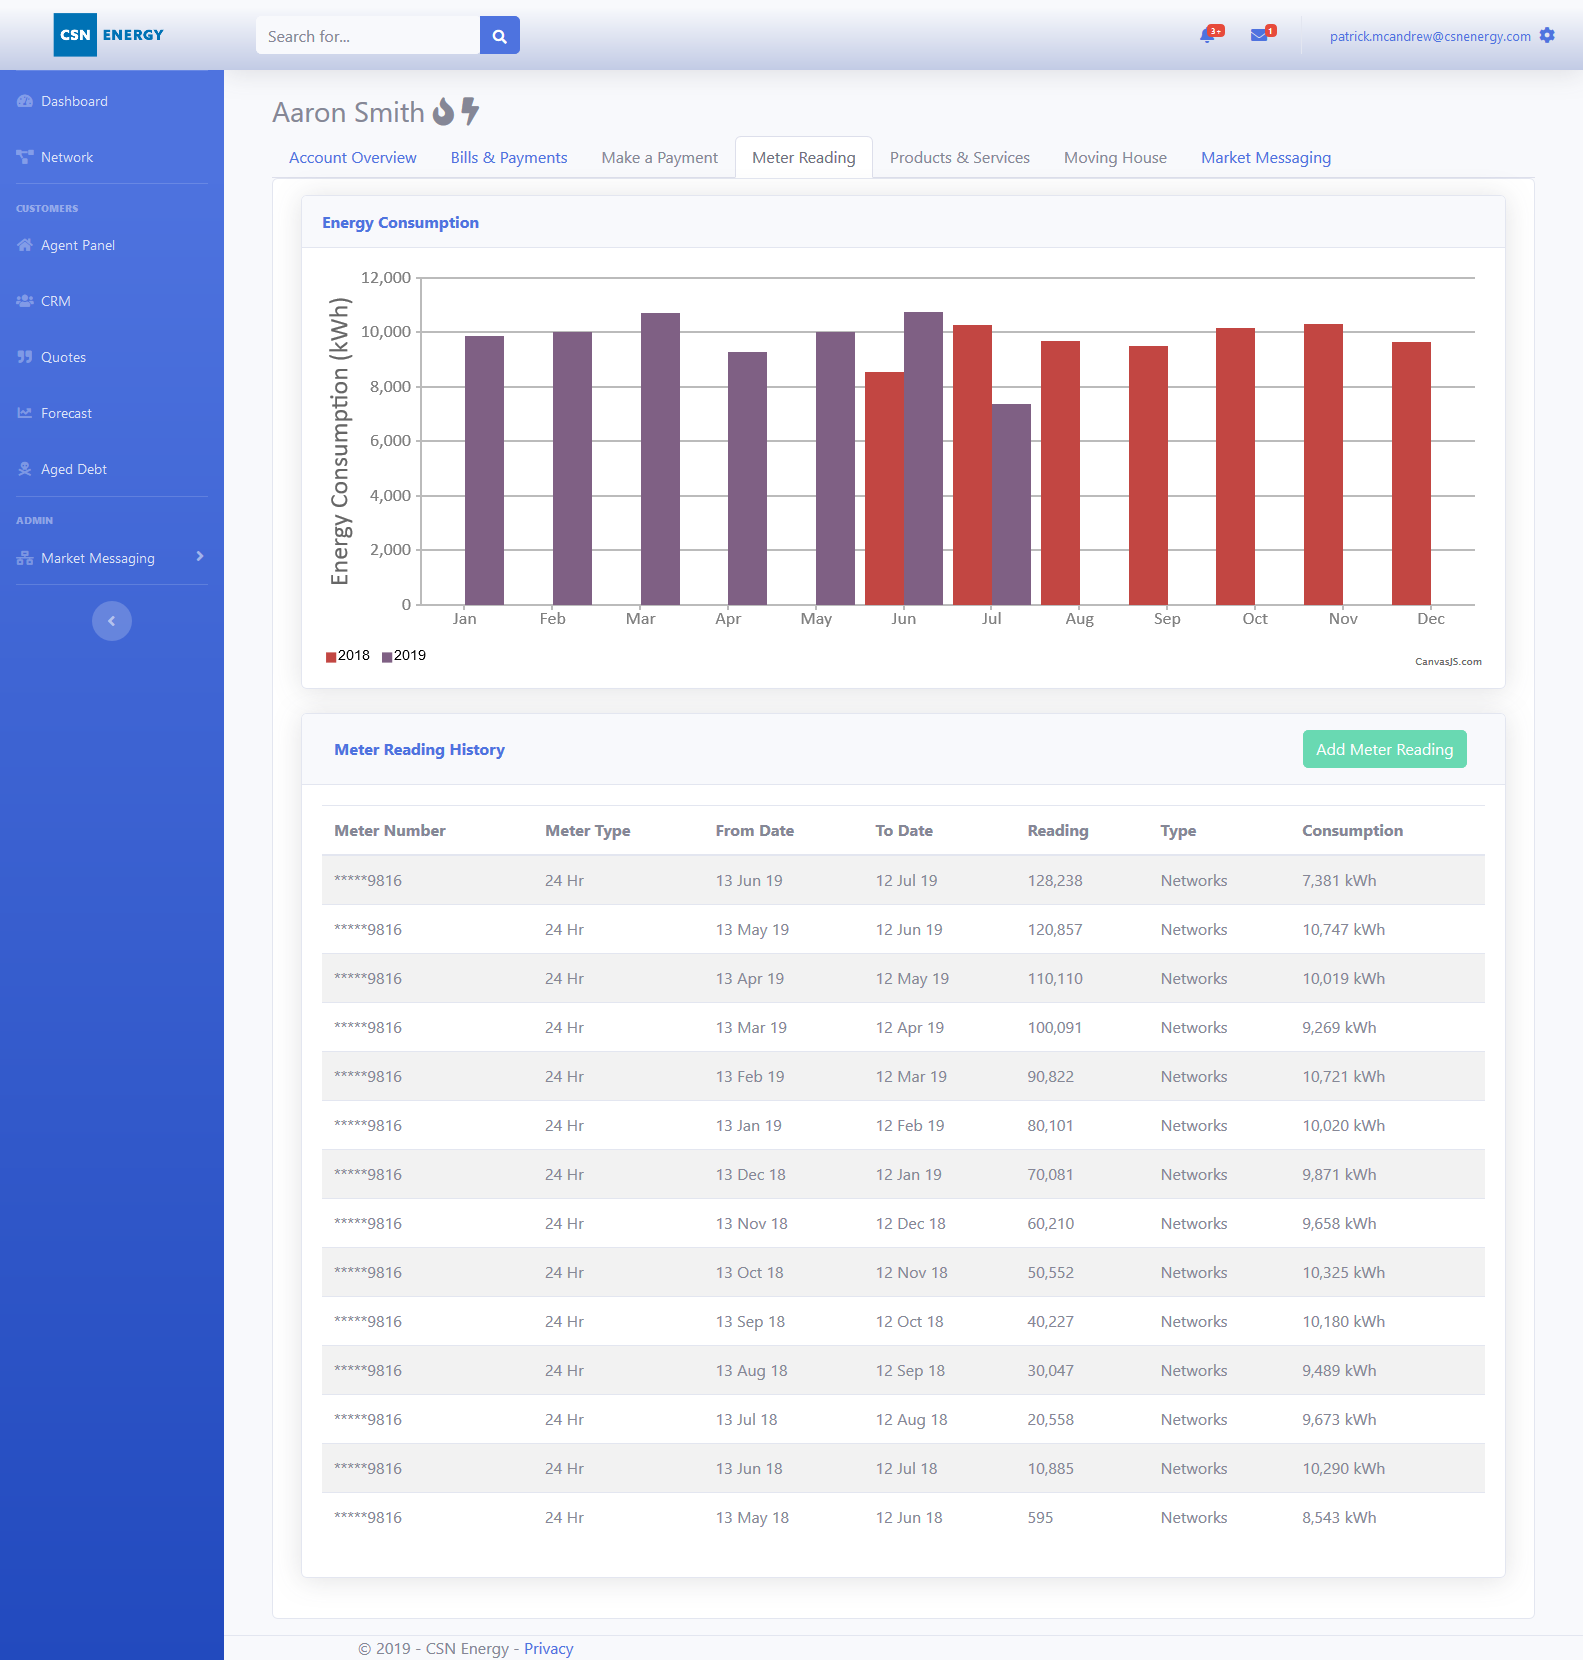 CSN ENERGY
Search for...
3+
1
patrick.mcandrew@csnenergy.com
Dashboard
Network
CUSTOMERS
Agent Panel
CRM
Quotes
Forecast
Aged Debt
ADMIN
Market Messaging
Aaron Smith
Account Overview Bills & Payments Make a Payment Meter Reading Products & Services Moving House Market Messaging
Energy Consumption
Energy Consumption (kWh)
12,000
10,000
8,000
6,000
4,000
2,000
0
Jan Feb Mar Apr May Jun Jul Aug Sep Oct Nov Dec
2018 2019
CanvasJS.com
Meter Reading History Add Meter Reading
Meter Number Meter Type From Date To Date Reading Type Consumption
*****9816 24 Hr 13 Jun 19 12 Jul 19 128,238 Networks 7,381 kWh
*****9816 24 Hr 13 May 19 12 Jun 19 120,857 Networks 10,747 kWh
*****9816 24 Hr 13 Apr 19 12 May 19 110,110 Networks 10,019 kWh
*****9816 24 Hr 13 Mar 19 12 Apr 19 100,091 Networks 9,269 kWh
*****9816 24 Hr 13 Feb 19 12 Mar 19 90,822 Networks 10,721 kWh
*****9816 24 Hr 13 Jan 19 12 Feb 19 80,101 Networks 10,020 kWh
*****9816 24 Hr 13 Dec 18 12 Jan 19 70,081 Networks 9,871 kWh
*****9816 24 Hr 13 Nov 18 12 Dec 18 60,210 Networks 9,658 kWh
*****9816 24 Hr 13 Oct 18 12 Nov 18 50,552 Networks 10,325 kWh
*****9816 24 Hr 13 Sep 18 12 Oct 18 40,227 Networks 10,180 kWh
*****9816 24 Hr 13 Aug 18 12 Sep 18 30,047 Networks 9,489 kWh
*****9816 24 Hr 13 Jul 18 12 Aug 18 20,558 Networks 9,673 kWh
*****9816 24 Hr 13 Jun 18 12 Jul 18 10,885 Networks 10,290 kWh
*****9816 24 Hr 13 May 18 12 Jun 18 595 Networks 8,543 kWh
© 2019 - CSN Energy - Privacy